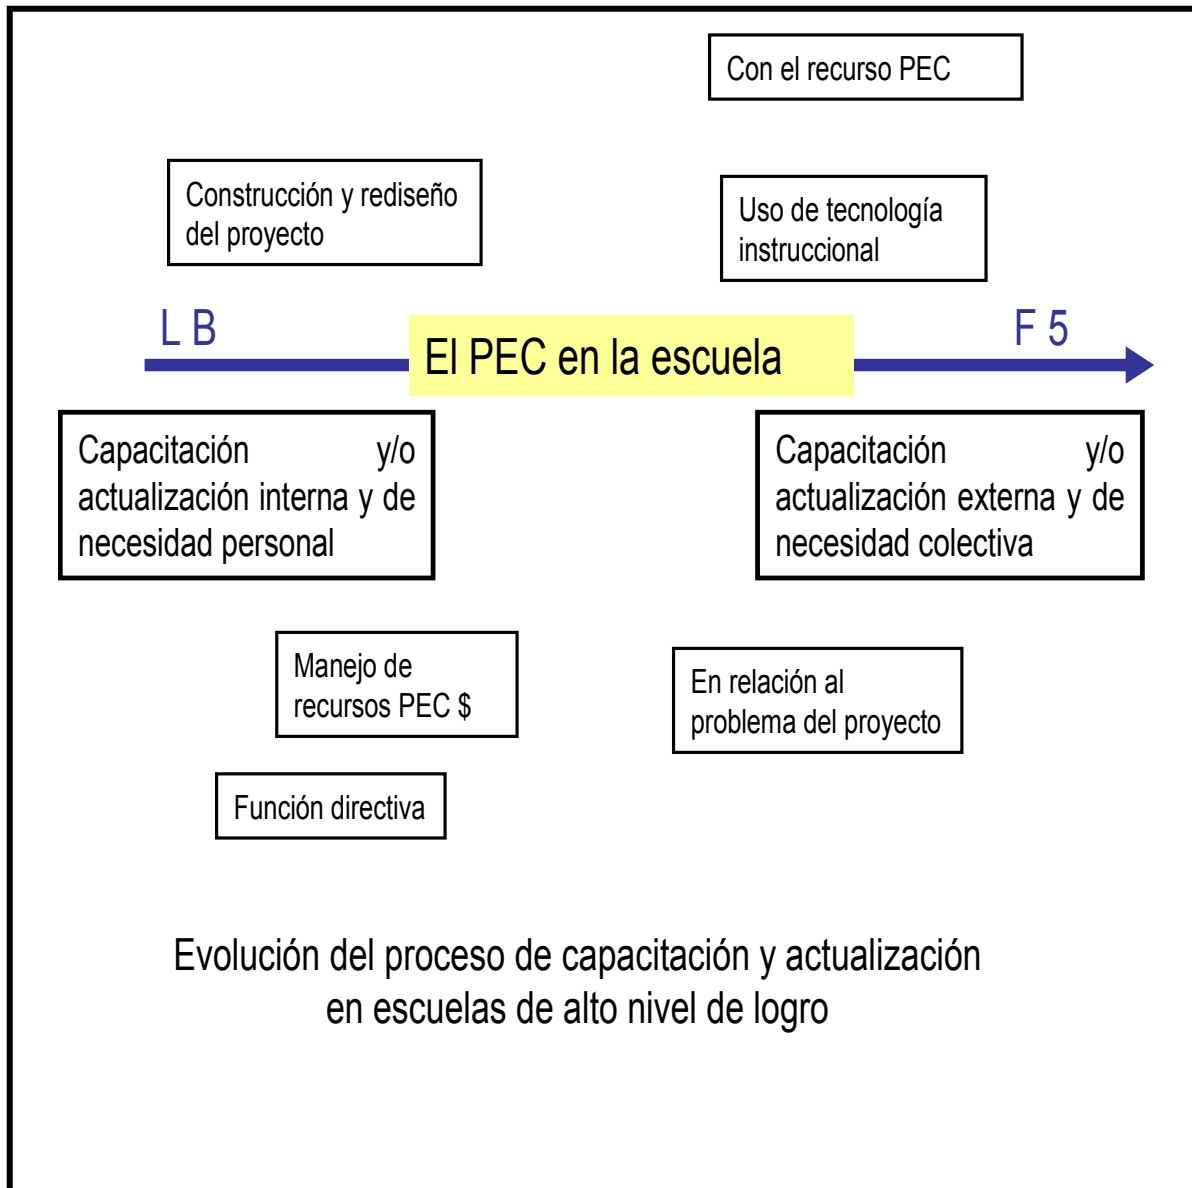 Con el recurso PEC
Construcción y rediseño
del proyecto
Uso de tecnología
instruccional
L B
El PEC en la escuela
F 5
Capacitación y/o
actualización interna y de
necesidad personal
Capacitación y/o
actualización externa y de
necesidad colectiva
Manejo de
recursos PEC $
En relación al
problema del proyecto
Función directiva
Evolución del proceso de capacitación y actualización
en escuelas de alto nivel de logro